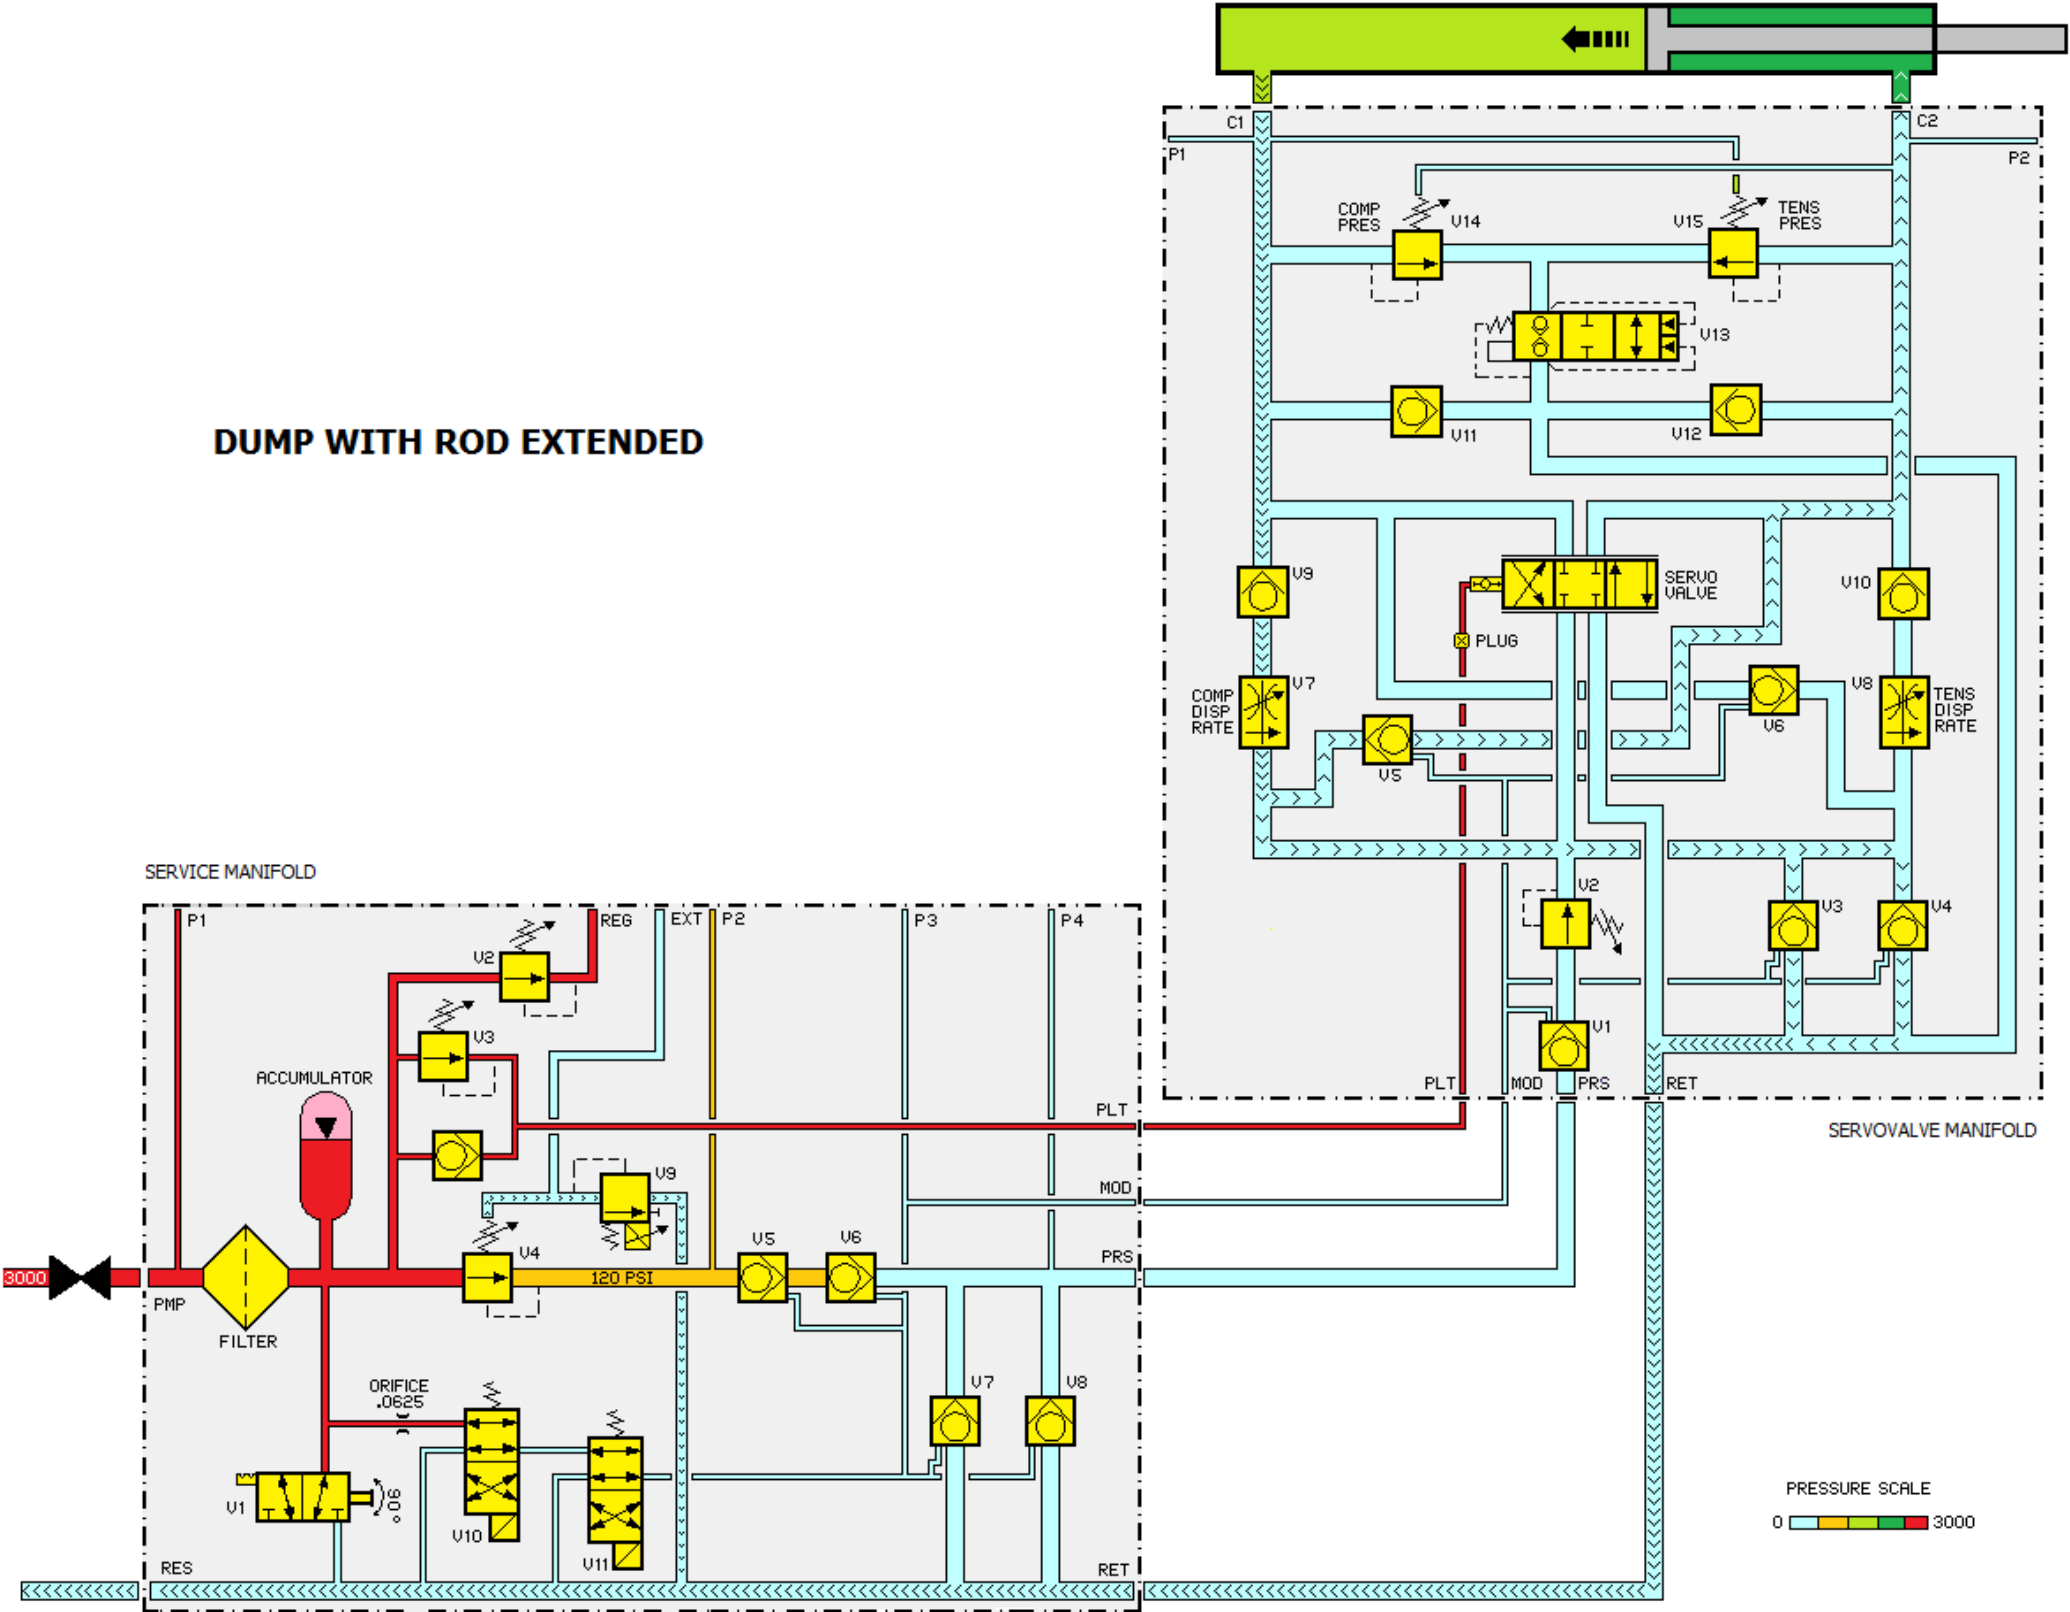 C1
C2
P1
P2
COMP
PRES
V14
V15
TENS
PRES
V13
DUMP WITH ROD EXTENDED
V11
V12
V9
SERVO
VALVE
V10
PLUG
COMP
DISP
RATE
V7
V5
V6
V8
TENS
DISP
RATE
SERVICE MANIFOLD
V2
V3
V4
V1
PLT
MOD
PRS
RET
SERVOVALVE MANIFOLD
P1
V2
REG
EXT
P2
P3
P4
V3
ACCUMULATOR
PLT
V9
MOD
V4
V5
V6
PRS
3000
120 PSI
PMP
FILTER
ORIFICE
.0625
V7
V8
V1
90°
V10
V11
RES
RET
PRESSURE SCALE
0
3000